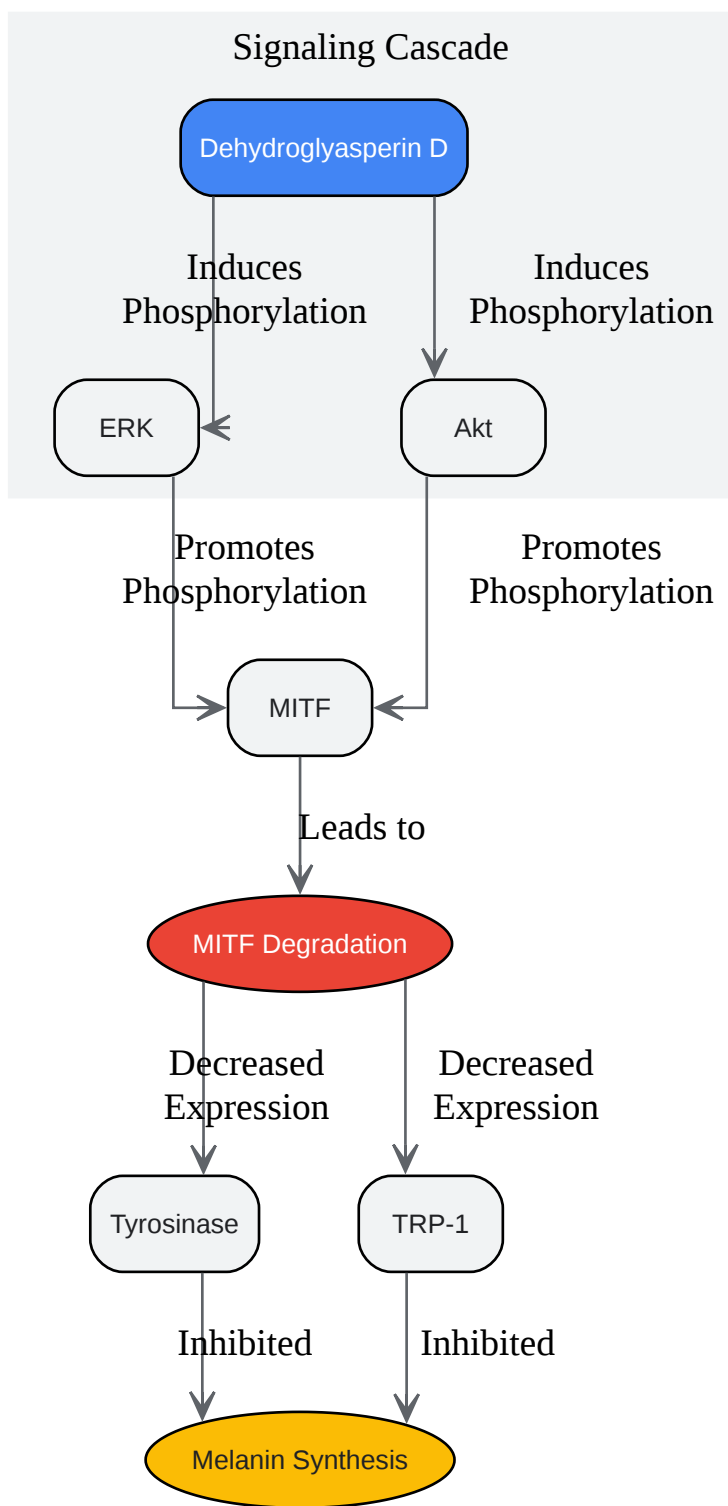 Signaling Cascade
Dehydroglyasperin D
Induces
Phosphorylation
Induces
Phosphorylation
ERK
Akt
Promotes
Phosphorylation
Promotes
Phosphorylation
MITF
Leads to
MITF Degradation
Decreased
Expression
Decreased
Expression
Tyrosinase
TRP-1
Inhibited
Inhibited
Melanin Synthesis